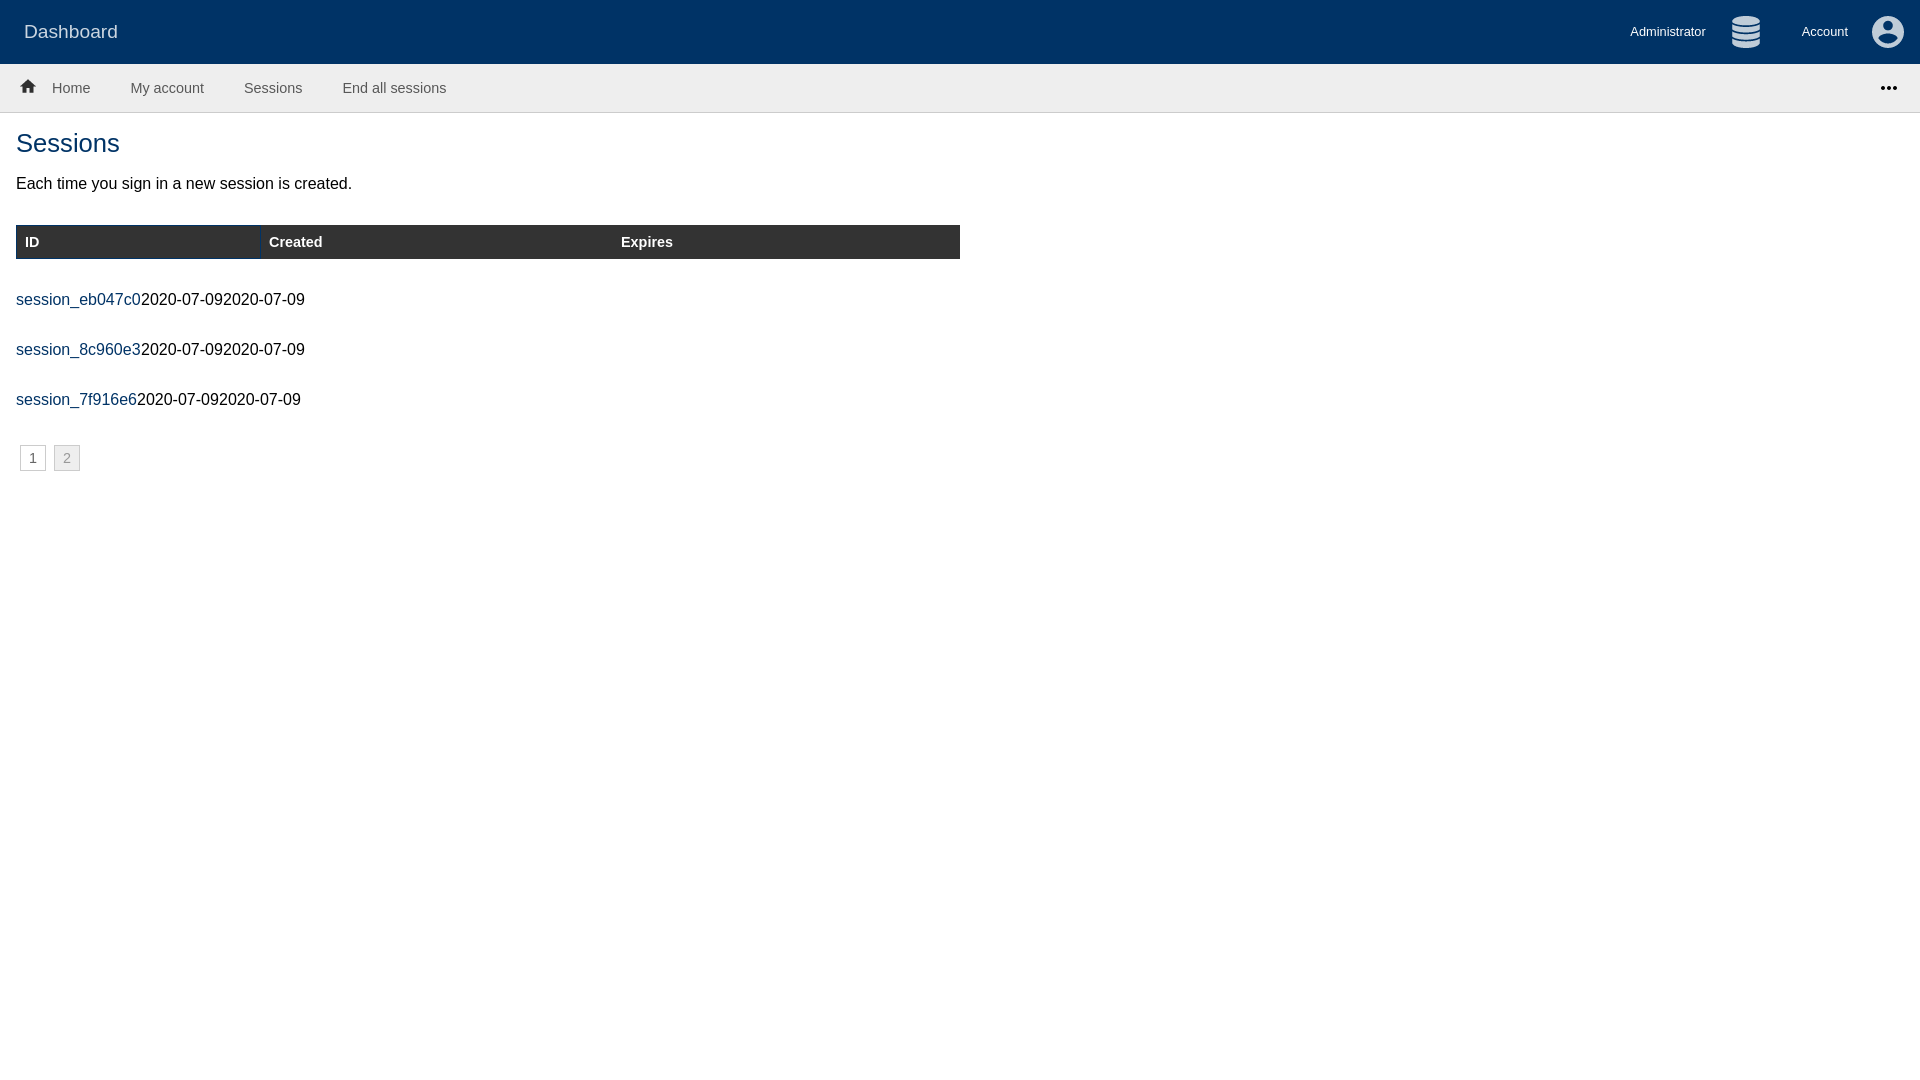 Dashboard
Administrator
Account
Home
My account
Sessions
End all sessions
Sessions
Each time you sign in a new session is created.
ID Created Expires
session_eb047c02020-07-092020-07-09
session_8c960e32020-07-092020-07-09
session_7f916e62020-07-092020-07-09
1 2